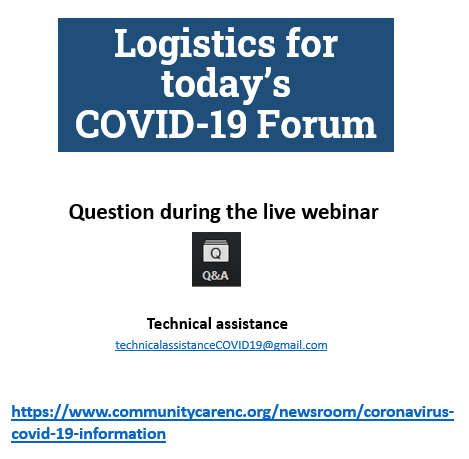 Logistics for
today’s
COVID-19 Forum
Question during the live webinar
Q
Q&A
Technical assistance
technicalassistanceCOVID19@gmail.com
https://www.communitycarenc.org/newsroom/coronavirus-
covid-19-information